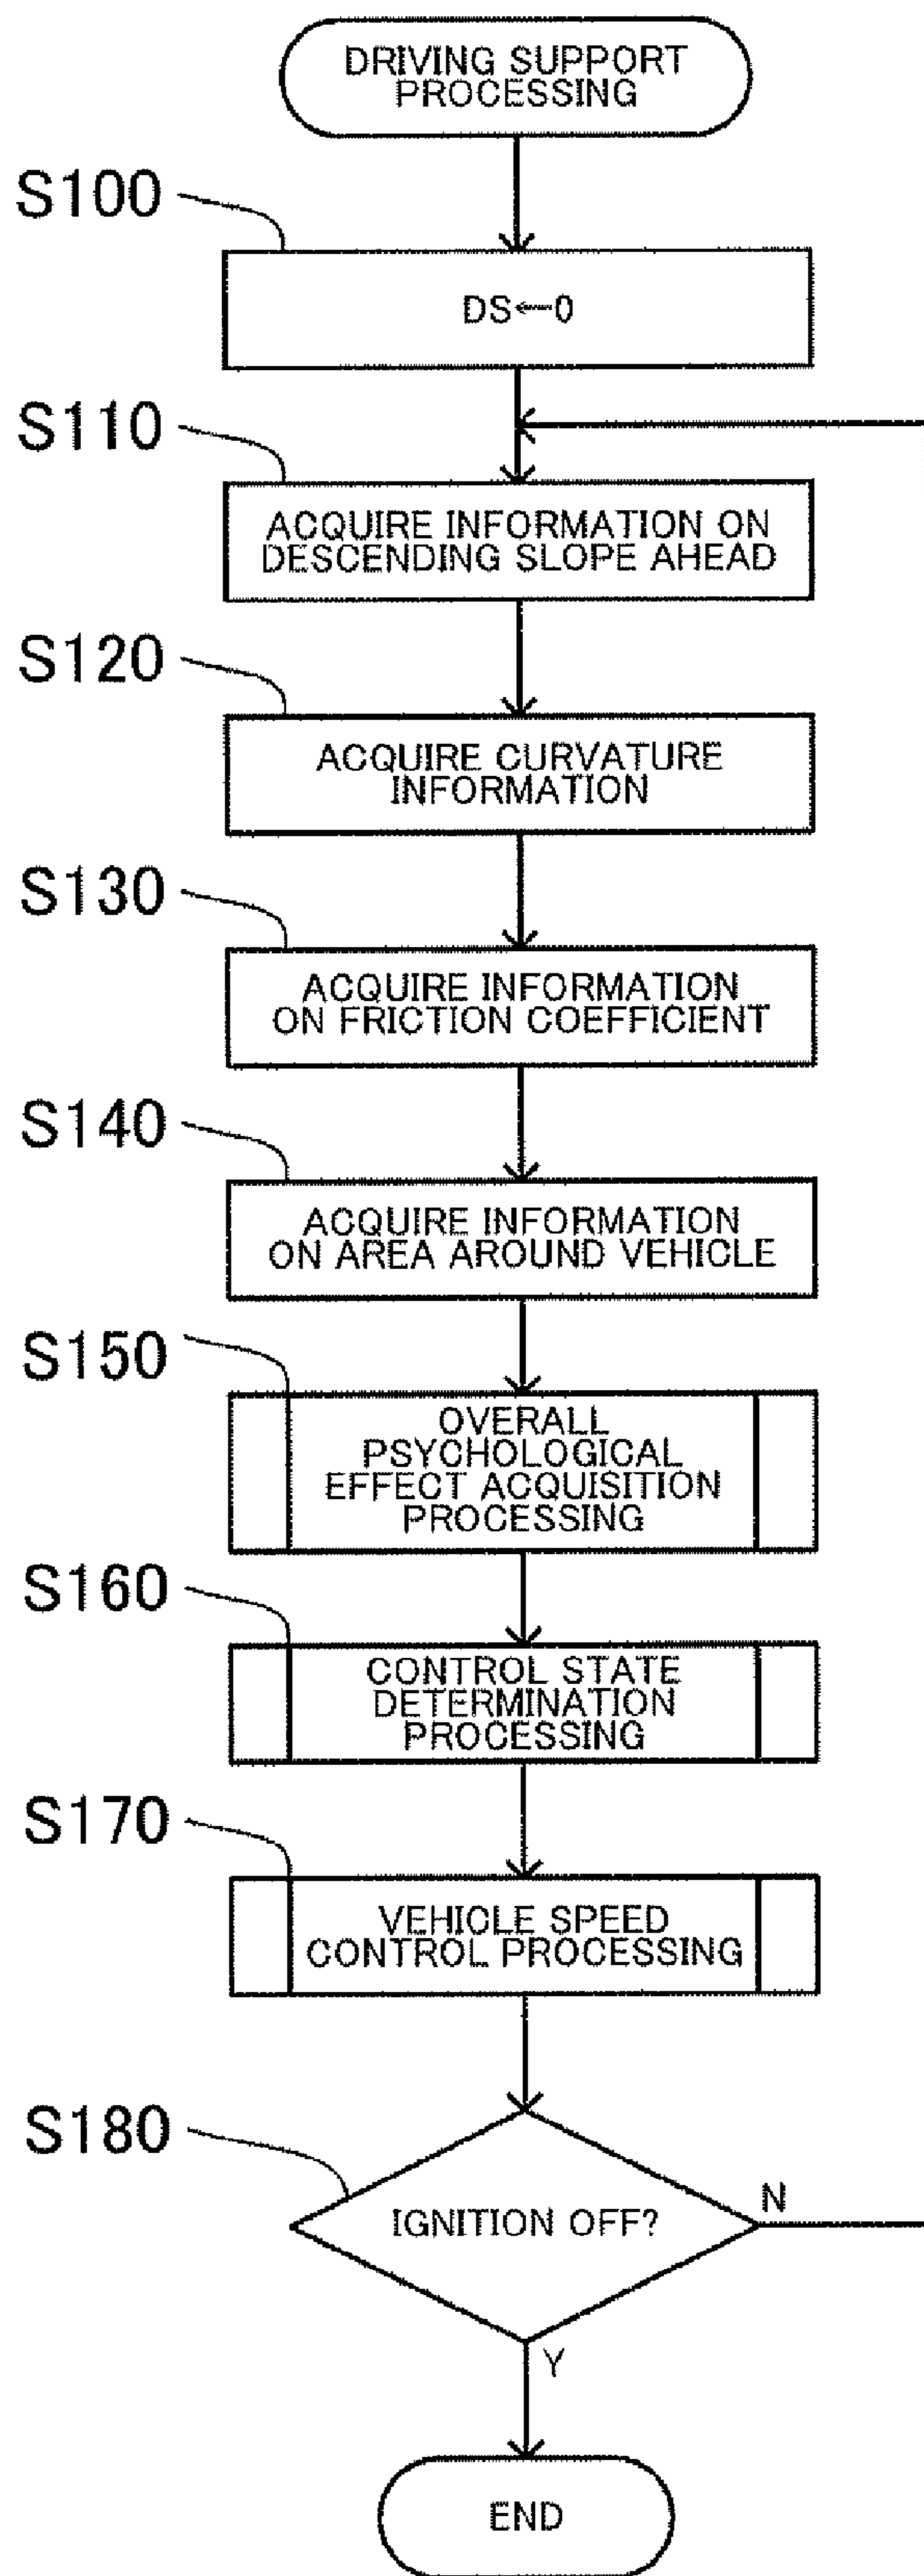 DRIVING SUPPORT
PROCESSING
S100
DS←0
S110
ACQUIRE INFORMATION ON
DESCENDING SLOPE AHEAD
S120
ACQUIRE CURVATURE
INFORMATION
S130
ACQUIRE INFORMATION
ON FRICTION COEFFICIENT
S140
ACQUIRE INFORMATION
ON AREA AROUND VEHICLE
S150
OVERALL
PSYCHOLOGICAL
EFFECT ACQUISITION
PROCESSING
S160
CONTROL STATE
DETERMINATION
PROCESSING
S170
VEHICLE SPEED
CONTROL PROCESSING
S180
IGNITION OFF?
N
Y
END